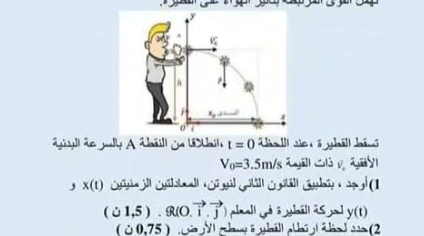 نهمل القوى المرتبطة بتأثير الهواء على القطيرة.
y
A
h
j
O
i
x
تسقط القطيرة ،عند اللحظة t = 0 ،انطلاقا من النقطة A بالسرعة البدئية
الأفقية ذات القيمة V₀=3.5m/s
1)أوجد ، بتطبيق القانون الثاني لنيوتن، المعادلتين الزمنيتين x(t) و
y(t) لحركة القطيرة في المعلم ℜ(O, i , j) . ( 1,5 ن )
2)حدد لحظة ارتطام القطيرة بسطح الأرض. ( 0,75 ن )